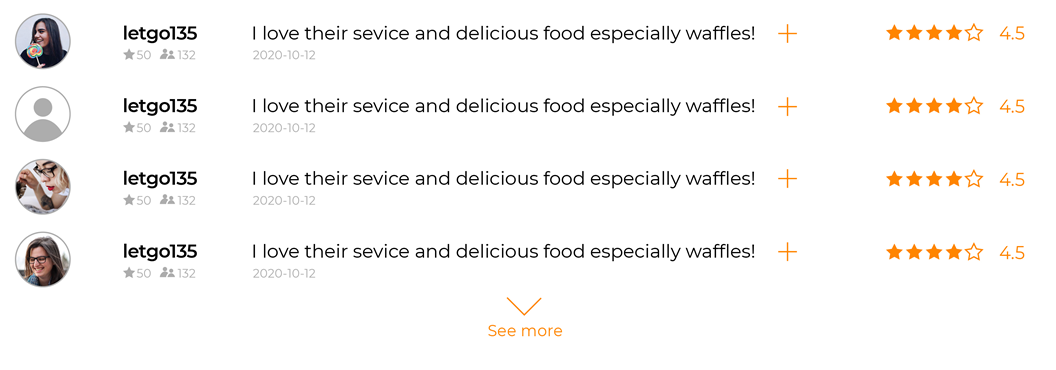 letgo135 I love their sevice and delicious food especially waffles! 4.5
50 132 2020-10-12
letgo135 I love their sevice and delicious food especially waffles! 4.5
50 132 2020-10-12
letgo135 I love their sevice and delicious food especially waffles! 4.5
50 132 2020-10-12
letgo135 I love their sevice and delicious food especially waffles! 4.5
50 132 2020-10-12
See more